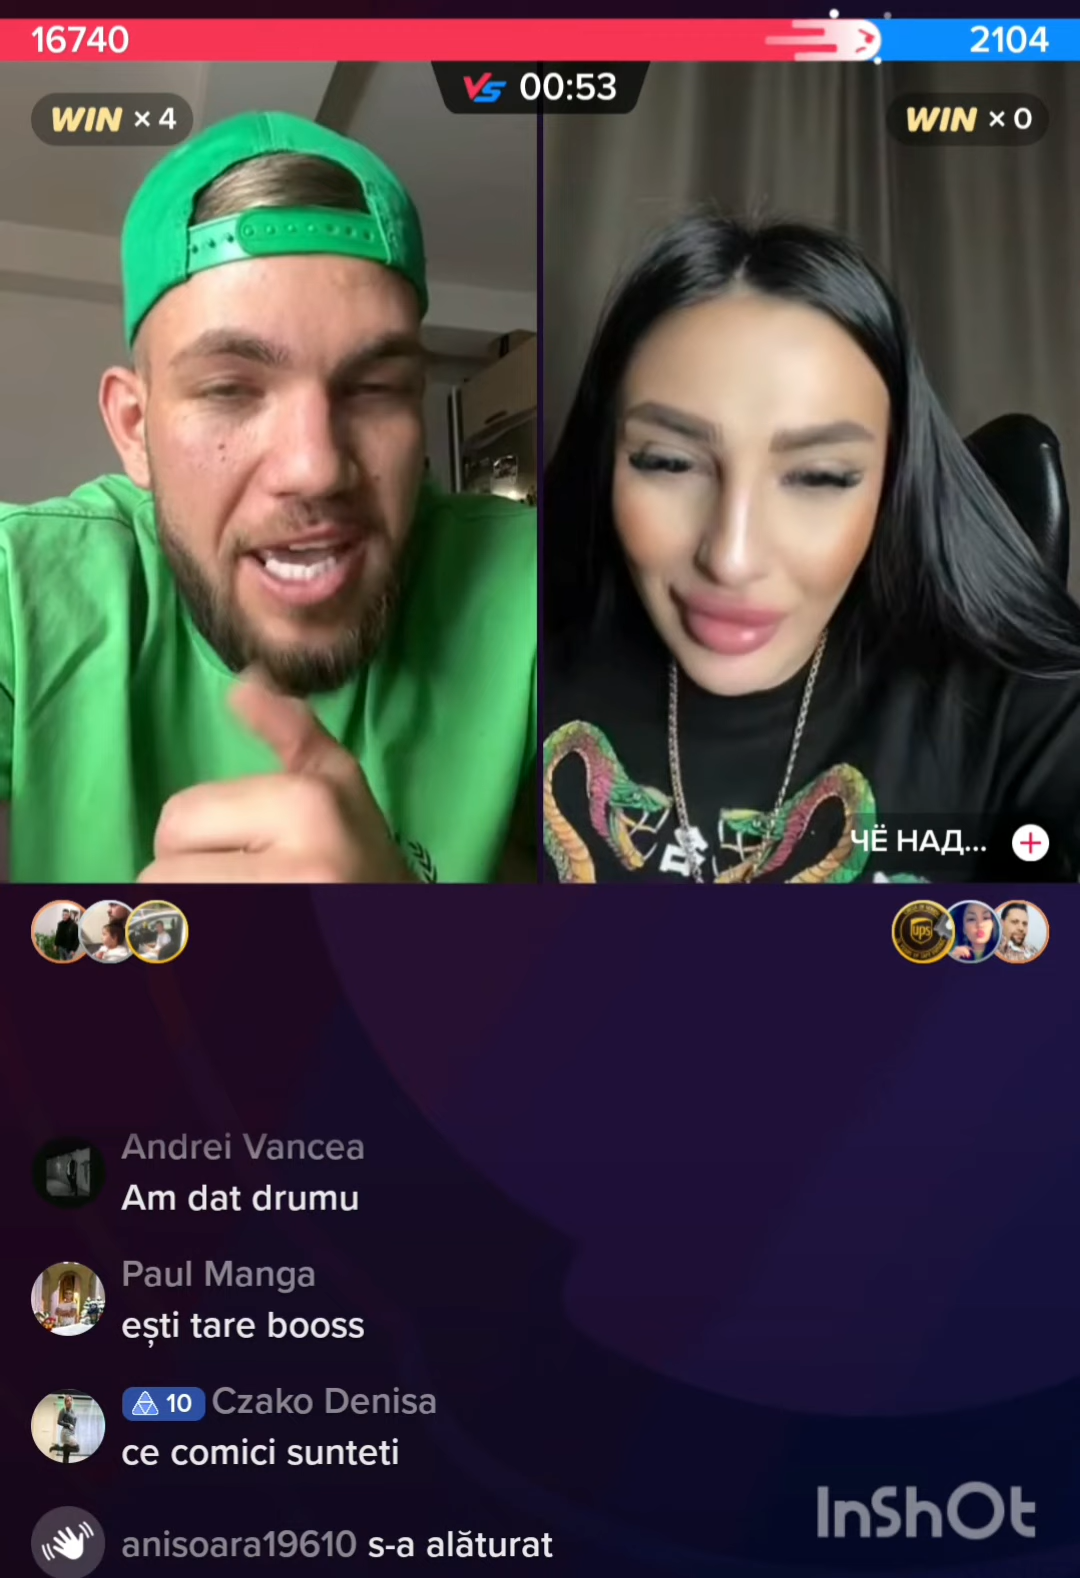 16740
2104
VS 00:53
WIN × 4
WIN × 0
ЧЁ НАД...
ups
Andrei Vancea
Am dat drumu
Paul Manga
ești tare booss
10 Czako Denisa
ce comici sunteti
anisoara19610 s-a alăturat
InShOt